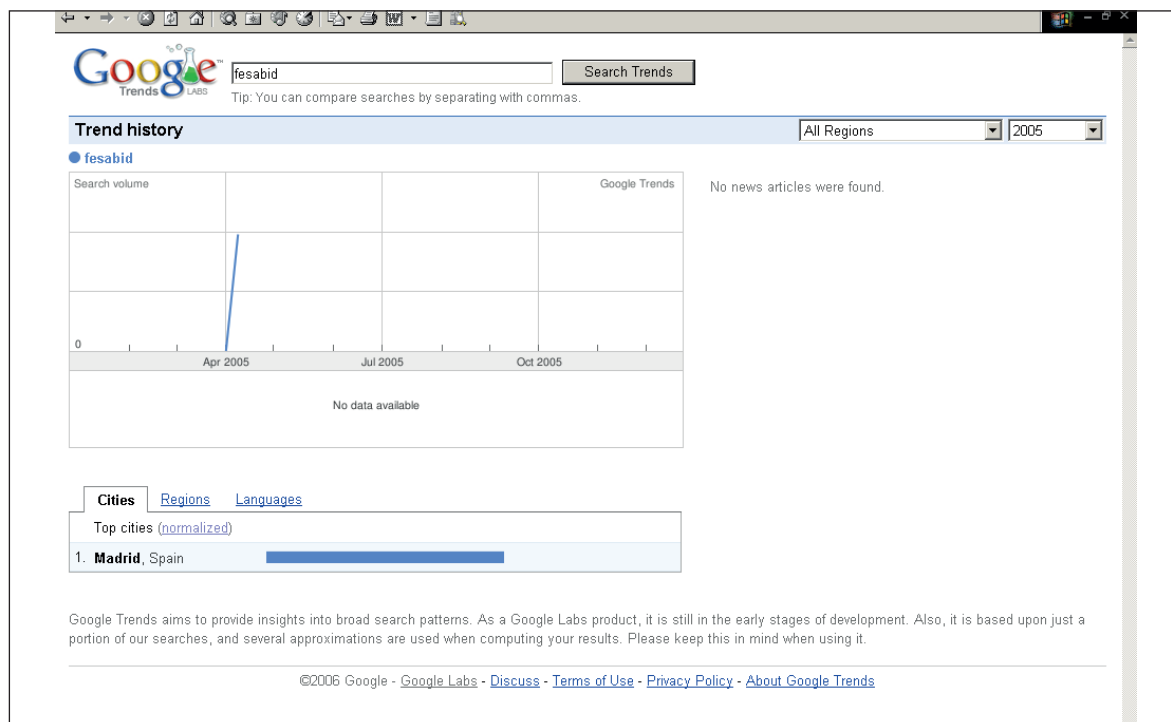 Google™
Trends LABS
fesabid
Search Trends
Tip: You can compare searches by separating with commas.
Trend history
All Regions
2005
fesabid
Search volume
Google Trends
No news articles were found.
0
Apr 2005
Jul 2005
Oct 2005
No data available
Cities Regions Languages
Top cities (normalized)
1. Madrid, Spain
Google Trends aims to provide insights into broad search patterns. As a Google Labs product, it is still in the early stages of development. Also, it is based upon just a
portion of our searches, and several approximations are used when computing your results. Please keep this in mind when using it.
©2006 Google - Google Labs - Discuss - Terms of Use - Privacy Policy - About Google Trends